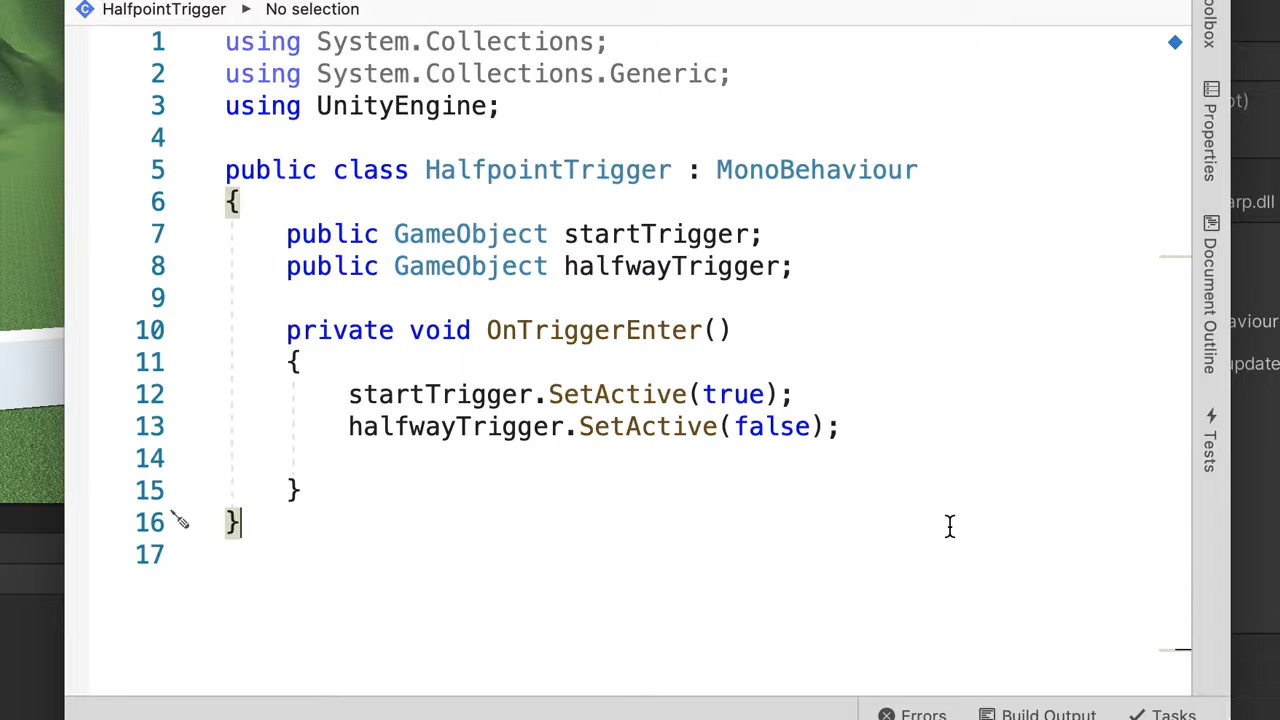 HalfpointTrigger ▸ No selection
1 using System.Collections;
2 using System.Collections.Generic;
3 using UnityEngine;
4
5 public class HalfpointTrigger : MonoBehaviour
6 {
7 public GameObject startTrigger;
8 public GameObject halfwayTrigger;
9
10 private void OnTriggerEnter()
11 {
12 startTrigger.SetActive(true);
13 halfwayTrigger.SetActive(false);
14
15 }
16 }
17
Properties
Document Outline
Tests
Errors
Build Output
Tasks